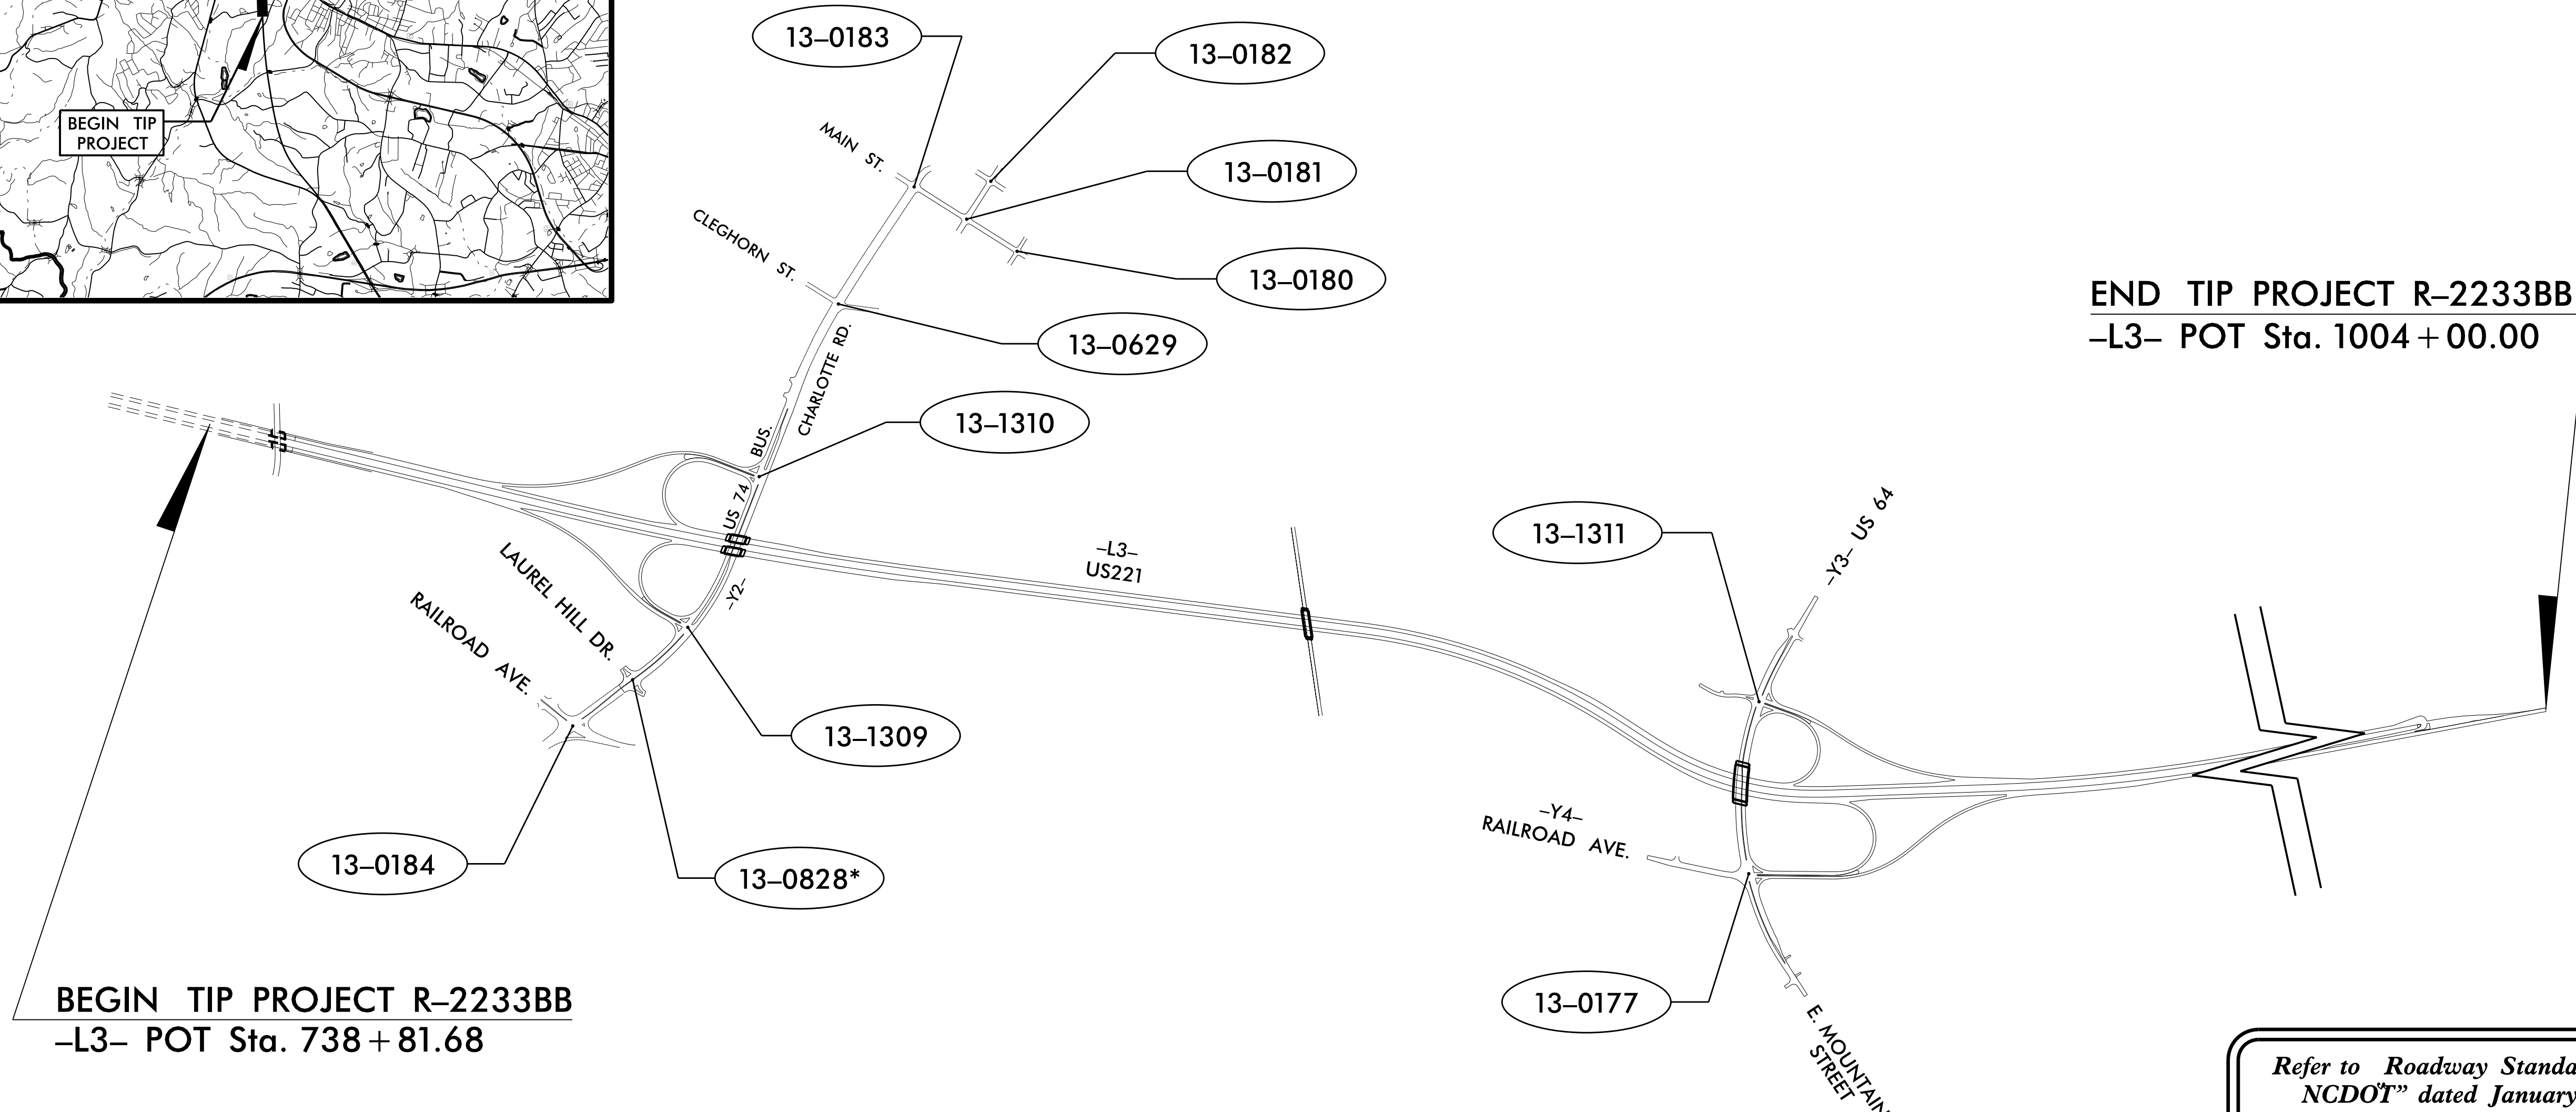 13–0183
13–0182
BEGIN TIP
PROJECT
MAIN ST.
13–0181
CLEGHORN ST.
13–0180
END TIP PROJECT R–2233BB
–L3– POT Sta. 1004+00.00
13–0629
CHARLOTTE RD.
13–1310
US 74 BUS.
–Y2–
LAUREL HILL DR.
RAILROAD AVE.
–L3–
US221
13–1311
–Y3– US 64
13–1309
–Y4–
RAILROAD AVE.
13–0184
13–0828*
13–0177
BEGIN TIP PROJECT R–2233BB
–L3– POT Sta. 738+81.68
E. MOUNTAIN
STREET
Refer to Roadway Standa
NCDOT” dated January